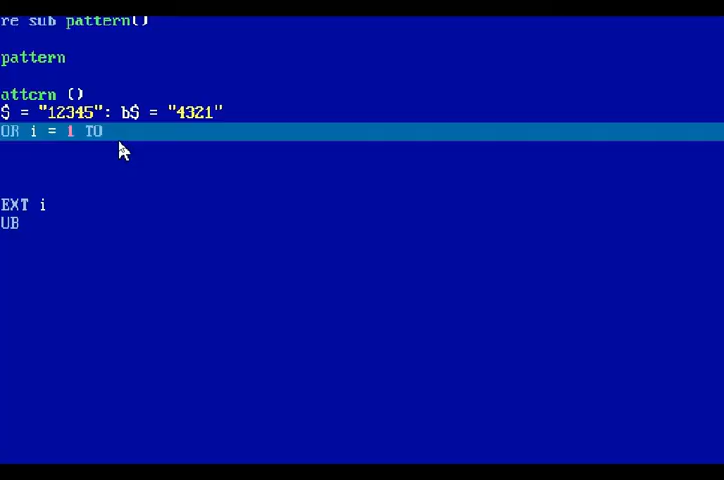 re sub pattern()
pattern
attern ()
$ = "12345": b$ = "4321"
OR i = 1 TO
EXT i
UB